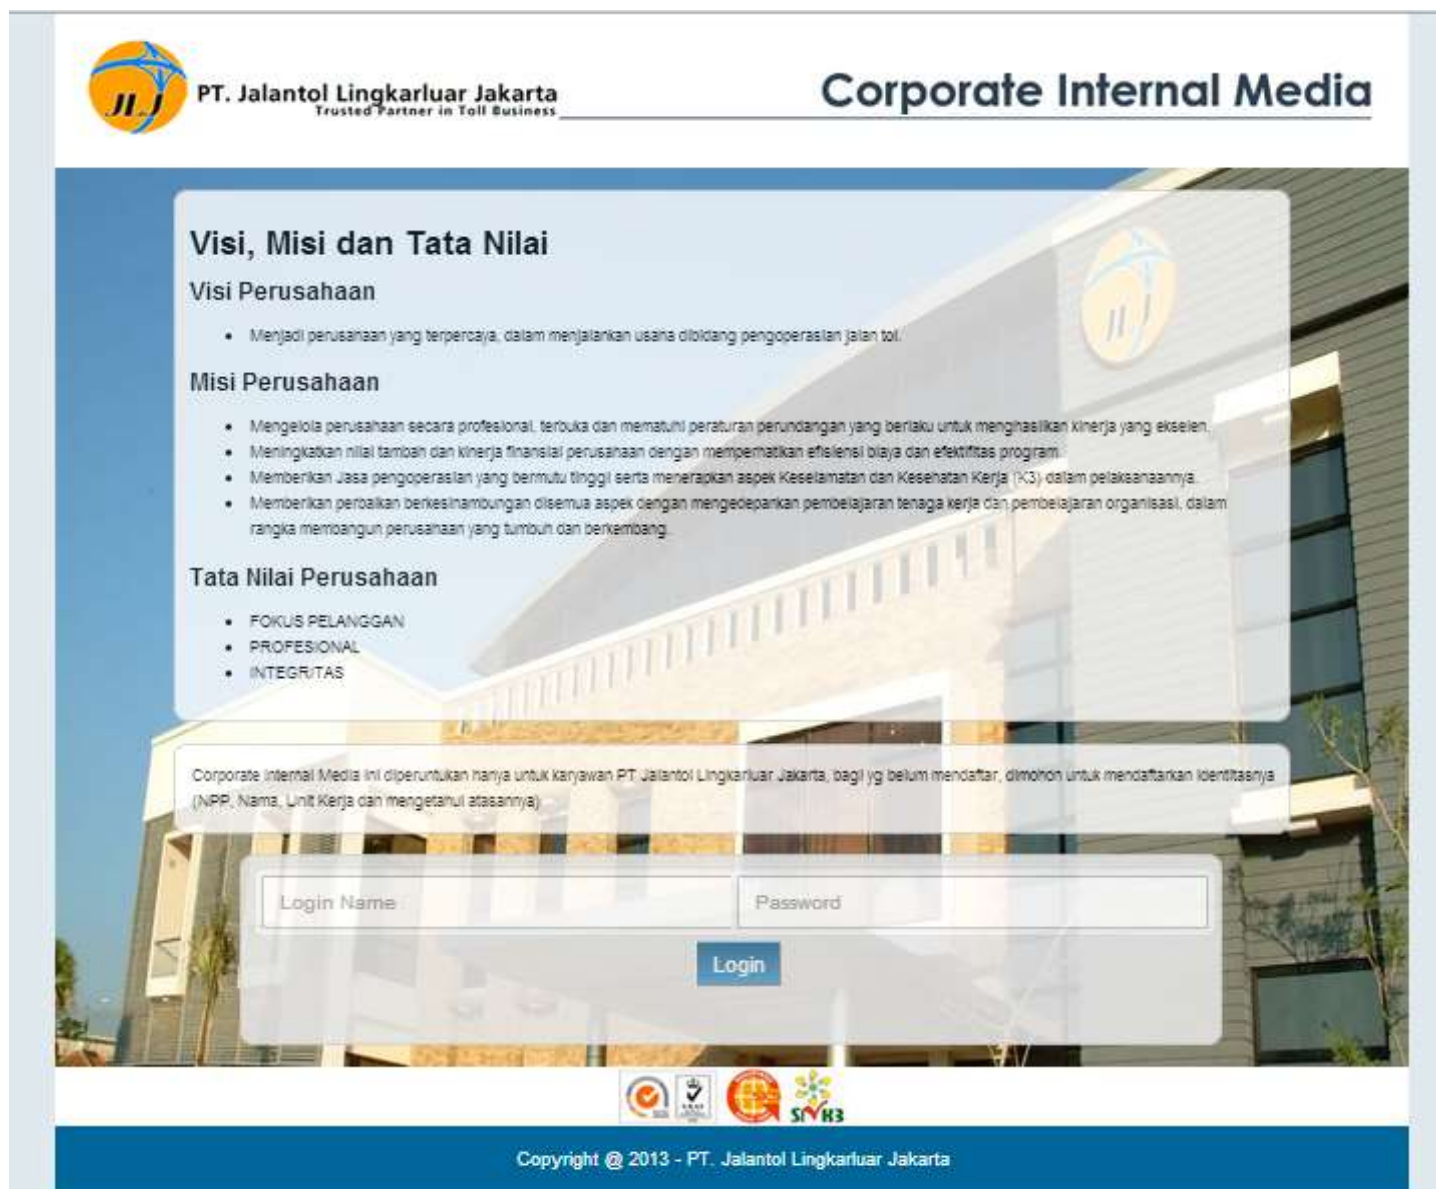 JLJ
PT. Jalantol Lingkarluar Jakarta
Trusted Partner in Toll Business
Corporate Internal Media
JLJ
Visi, Misi dan Tata Nilai
Visi Perusahaan
• Menjadi perusahaan yang terpercaya, dalam menjalankan usaha dibidang pengoperasian jalan tol.
Misi Perusahaan
• Mengelola perusahaan secara profesional, terbuka dan mematuhi peraturan perundangan yang berlaku untuk menghasilkan kinerja yang ekselen.
• Meningkatkan nilai tambah dan kinerja finansial perusahaan dengan memperhatikan efisiensi biaya dan efektifitas program.
• Memberikan Jasa pengoperasian yang bermutu tinggi serta menerapkan aspek Keselamatan dan Kesehatan Kerja (K3) dalam pelaksanaannya.
• Memberikan perbaikan berkesinambungan disemua aspek dengan mengedepankan pembelajaran tenaga kerja dan pembelajaran organisasi, dalam
rangka membangun perusahaan yang tumbuh dan berkembang.
Tata Nilai Perusahaan
• FOKUS PELANGGAN
• PROFESIONAL
• INTEGRITAS
Corporate Internal Media ini diperuntukan hanya untuk karyawan PT Jalantol Lingkarluar Jakarta, bagi yg belum mendaftar, dimohon untuk mendaftarkan identitasnya
(NPP, Nama, Unit Kerja dan mengetahui atasannya)
Login Name
Password
Login
SMK3
Copyright @ 2013 - PT. Jalantol Lingkarluar Jakarta